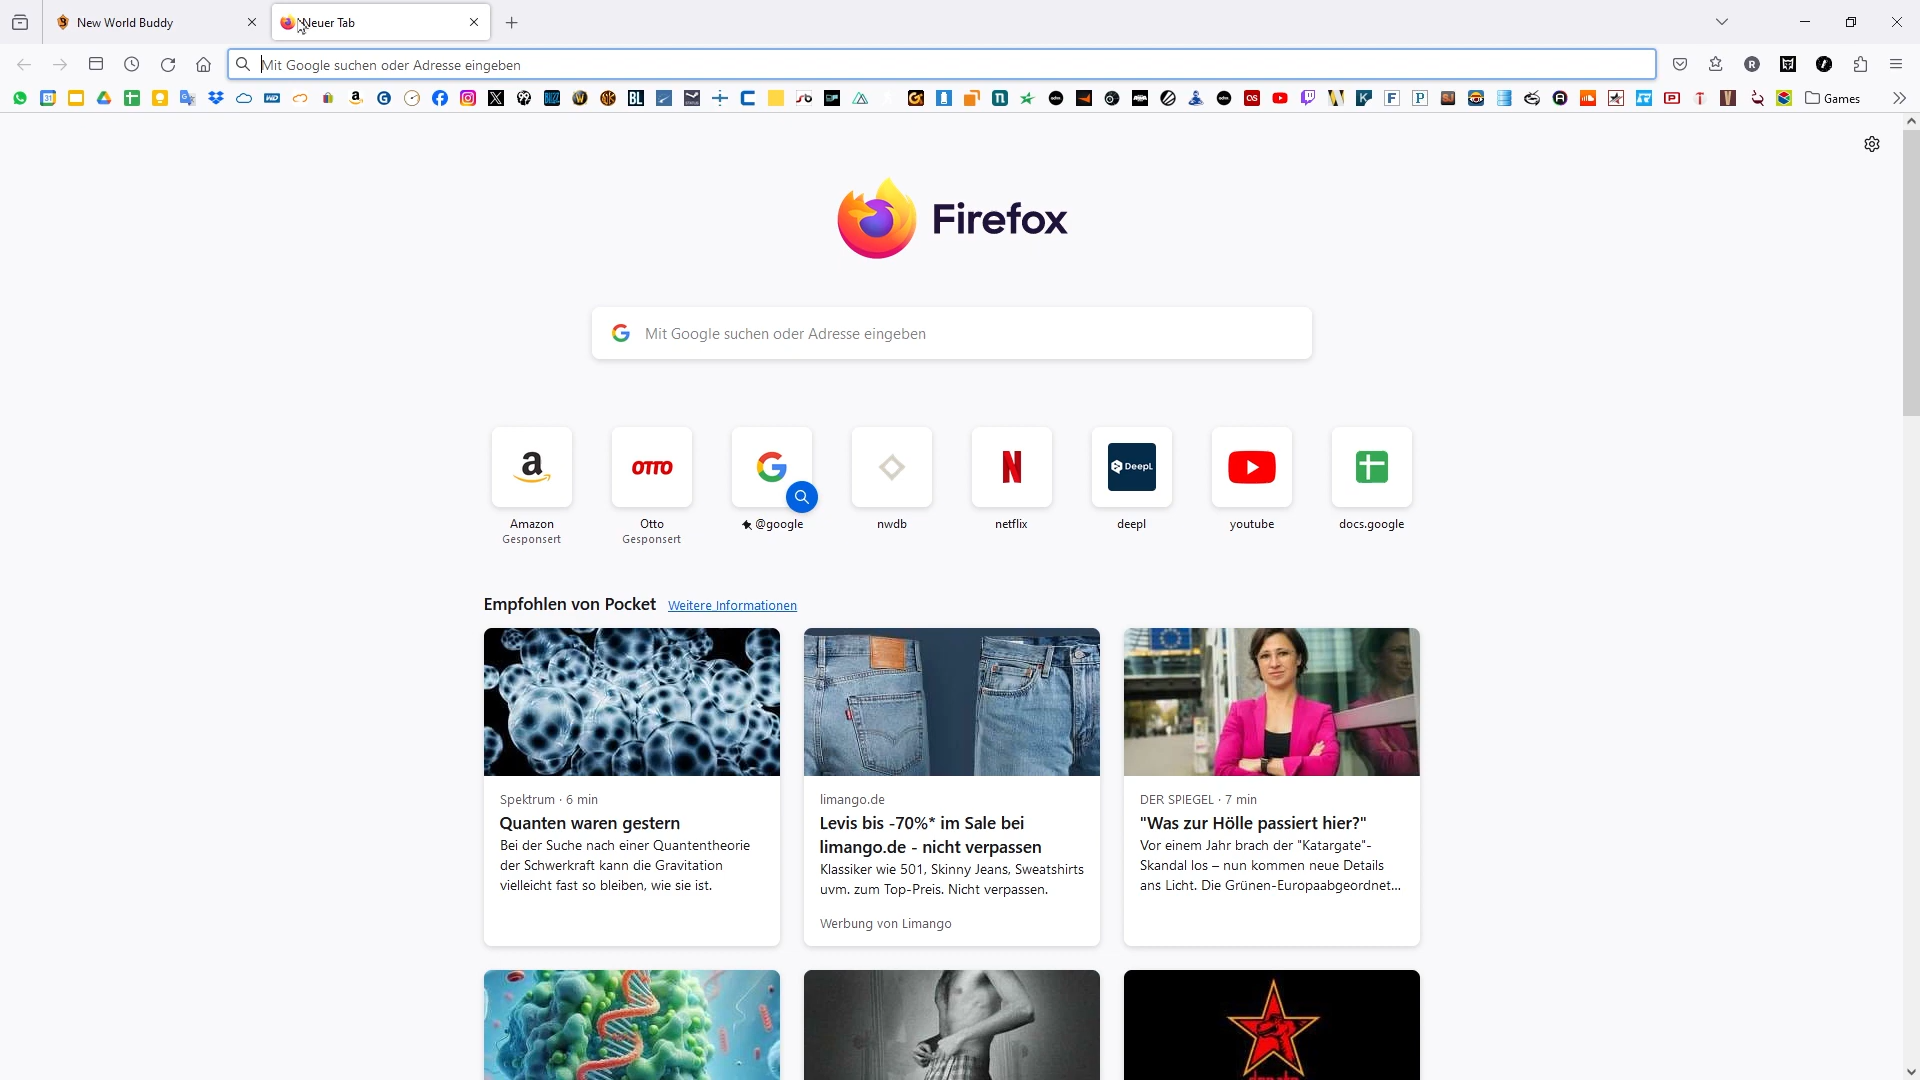 New World Buddy
Neuer Tab
Mit Google suchen oder Adresse eingeben
Games
Firefox
Mit Google suchen oder Adresse eingeben
a
OTTO
DeepL
Amazon
Gesponsert
Otto
Gesponsert
@google
nwdb
netflix
deepl
youtube
docs.google
Empfohlen von Pocket Weitere Informationen
Spektrum · 6 min
Quanten waren gestern
Bei der Suche nach einer Quantentheorie
der Schwerkraft kann die Gravitation
vielleicht fast so bleiben, wie sie ist.
limango.de
Levis bis -70%* im Sale bei
limango.de - nicht verpassen
Klassiker wie 501, Skinny Jeans, Sweatshirts
uvm. zum Top-Preis. Nicht verpassen.
Werbung von Limango
DER SPIEGEL · 7 min
"Was zur Hölle passiert hier?"
Vor einem Jahr brach der "Katargate"-
Skandal los – nun kommen neue Details
ans Licht. Die Grünen-Europaabgeordnet...